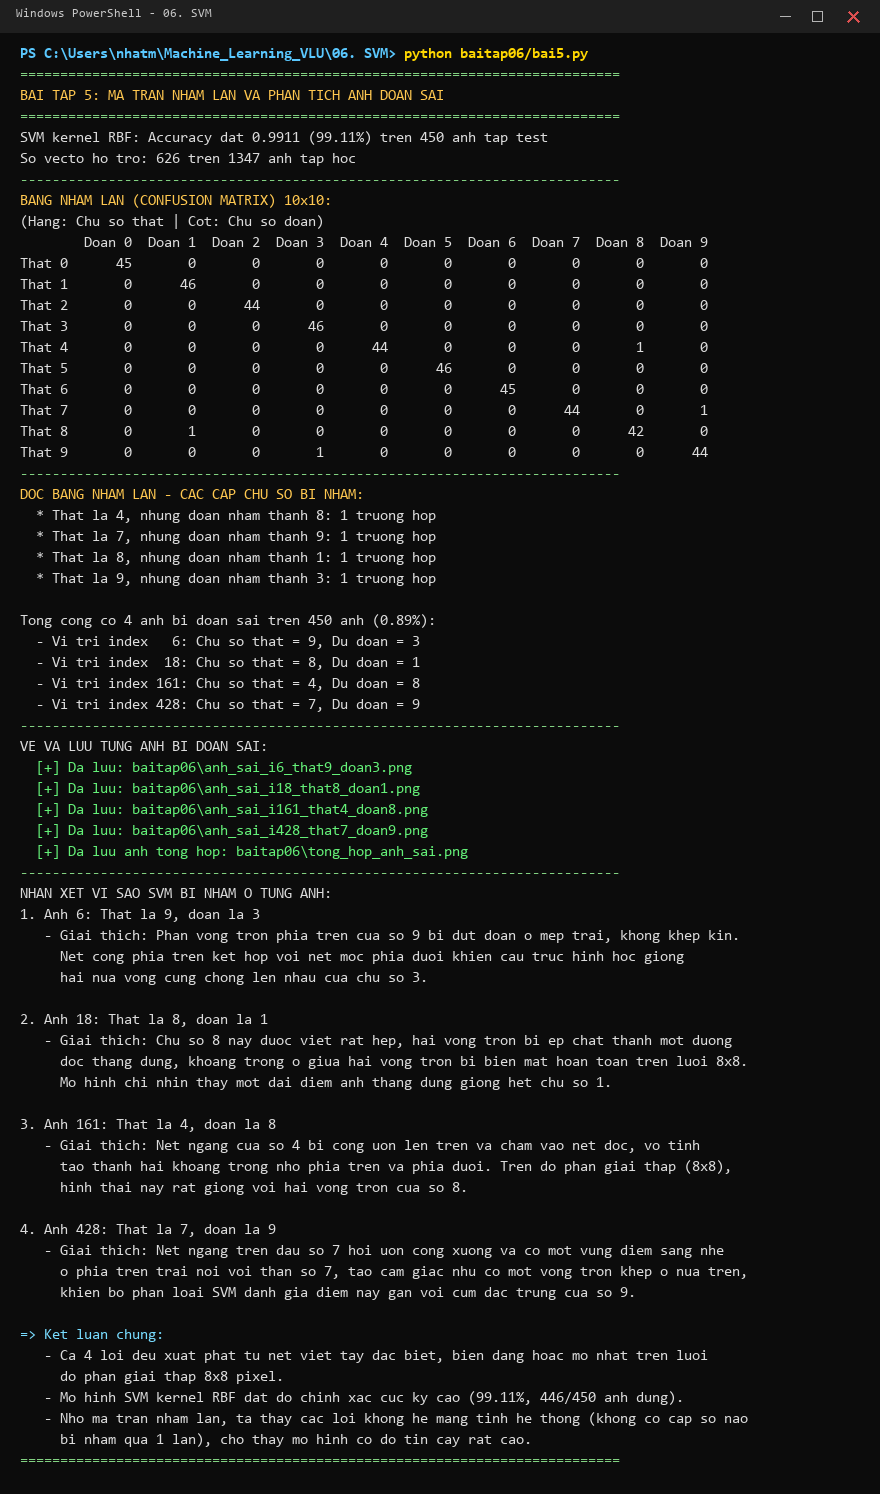 Windows PowerShell - 06. SVM
PS C:\Users\nhatm\Machine_Learning_VLU\06. SVM> python baitap06/bai5.py
===========================================================================
BAI TAP 5: MA TRAN NHAM LAN VA PHAN TICH ANH DOAN SAI
===========================================================================
SVM kernel RBF: Accuracy dat 0.9911 (99.11%) tren 450 anh tap test
So vecto ho tro: 626 tren 1347 anh tap hoc
---------------------------------------------------------------------------
BANG NHAM LAN (CONFUSION MATRIX) 10x10:
(Hang: Chu so that | Cot: Chu so doan)
        Doan 0  Doan 1  Doan 2  Doan 3  Doan 4  Doan 5  Doan 6  Doan 7  Doan 8  Doan 9
That 0      45       0       0       0       0       0       0       0       0       0
That 1       0      46       0       0       0       0       0       0       0       0
That 2       0       0      44       0       0       0       0       0       0       0
That 3       0       0       0      46       0       0       0       0       0       0
That 4       0       0       0       0      44       0       0       0       1       0
That 5       0       0       0       0       0      46       0       0       0       0
That 6       0       0       0       0       0       0      45       0       0       0
That 7       0       0       0       0       0       0       0      44       0       1
That 8       0       1       0       0       0       0       0       0      42       0
That 9       0       0       0       1       0       0       0       0       0      44
---------------------------------------------------------------------------
DOC BANG NHAM LAN - CAC CAP CHU SO BI NHAM:
  * That la 4, nhung doan nham thanh 8: 1 truong hop
  * That la 7, nhung doan nham thanh 9: 1 truong hop
  * That la 8, nhung doan nham thanh 1: 1 truong hop
  * That la 9, nhung doan nham thanh 3: 1 truong hop
Tong cong co 4 anh bi doan sai tren 450 anh (0.89%):
  - Vi tri index   6: Chu so that = 9, Du doan = 3
  - Vi tri index  18: Chu so that = 8, Du doan = 1
  - Vi tri index 161: Chu so that = 4, Du doan = 8
  - Vi tri index 428: Chu so that = 7, Du doan = 9
---------------------------------------------------------------------------
VE VA LUU TUNG ANH BI DOAN SAI:
  [+] Da luu: baitap06\anh_sai_i6_that9_doan3.png
  [+] Da luu: baitap06\anh_sai_i18_that8_doan1.png
  [+] Da luu: baitap06\anh_sai_i161_that4_doan8.png
  [+] Da luu: baitap06\anh_sai_i428_that7_doan9.png
  [+] Da luu anh tong hop: baitap06\tong_hop_anh_sai.png
---------------------------------------------------------------------------
NHAN XET VI SAO SVM BI NHAM O TUNG ANH:
1. Anh 6: That la 9, doan la 3
   - Giai thich: Phan vong tron phia tren cua so 9 bi dut doan o mep trai, khong khep kin.
     Net cong phia tren ket hop voi net moc phia duoi khien cau truc hinh hoc giong
     hai nua vong cung chong len nhau cua chu so 3.
2. Anh 18: That la 8, doan la 1
   - Giai thich: Chu so 8 nay duoc viet rat hep, hai vong tron bi ep chat thanh mot duong
     doc thang dung, khoang trong o giua hai vong tron bi bien mat hoan toan tren luoi 8x8.
     Mo hinh chi nhin thay mot dai diem anh thang dung giong het chu so 1.
3. Anh 161: That la 4, doan la 8
   - Giai thich: Net ngang cua so 4 bi cong uon len tren va cham vao net doc, vo tinh
     tao thanh hai khoang trong nho phia tren va phia duoi. Tren do phan giai thap (8x8),
     hinh thai nay rat giong voi hai vong tron cua so 8.
4. Anh 428: That la 7, doan la 9
   - Giai thich: Net ngang tren dau so 7 hoi uon cong xuong va co mot vung diem sang nhe
     o phia tren trai noi voi than so 7, tao cam giac nhu co mot vong tron khep o nua tren,
     khien bo phan loai SVM danh gia diem nay gan voi cum dac trung cua so 9.
=> Ket luan chung:
   - Ca 4 loi deu xuat phat tu net viet tay dac biet, bien dang hoac mo nhat tren luoi
     do phan giai thap 8x8 pixel.
   - Mo hinh SVM kernel RBF dat do chinh xac cuc ky cao (99.11%, 446/450 anh dung).
   - Nho ma tran nham lan, ta thay cac loi khong he mang tinh he thong (khong co cap so nao
     bi nham qua 1 lan), cho thay mo hinh co do tin cay rat cao.
===========================================================================